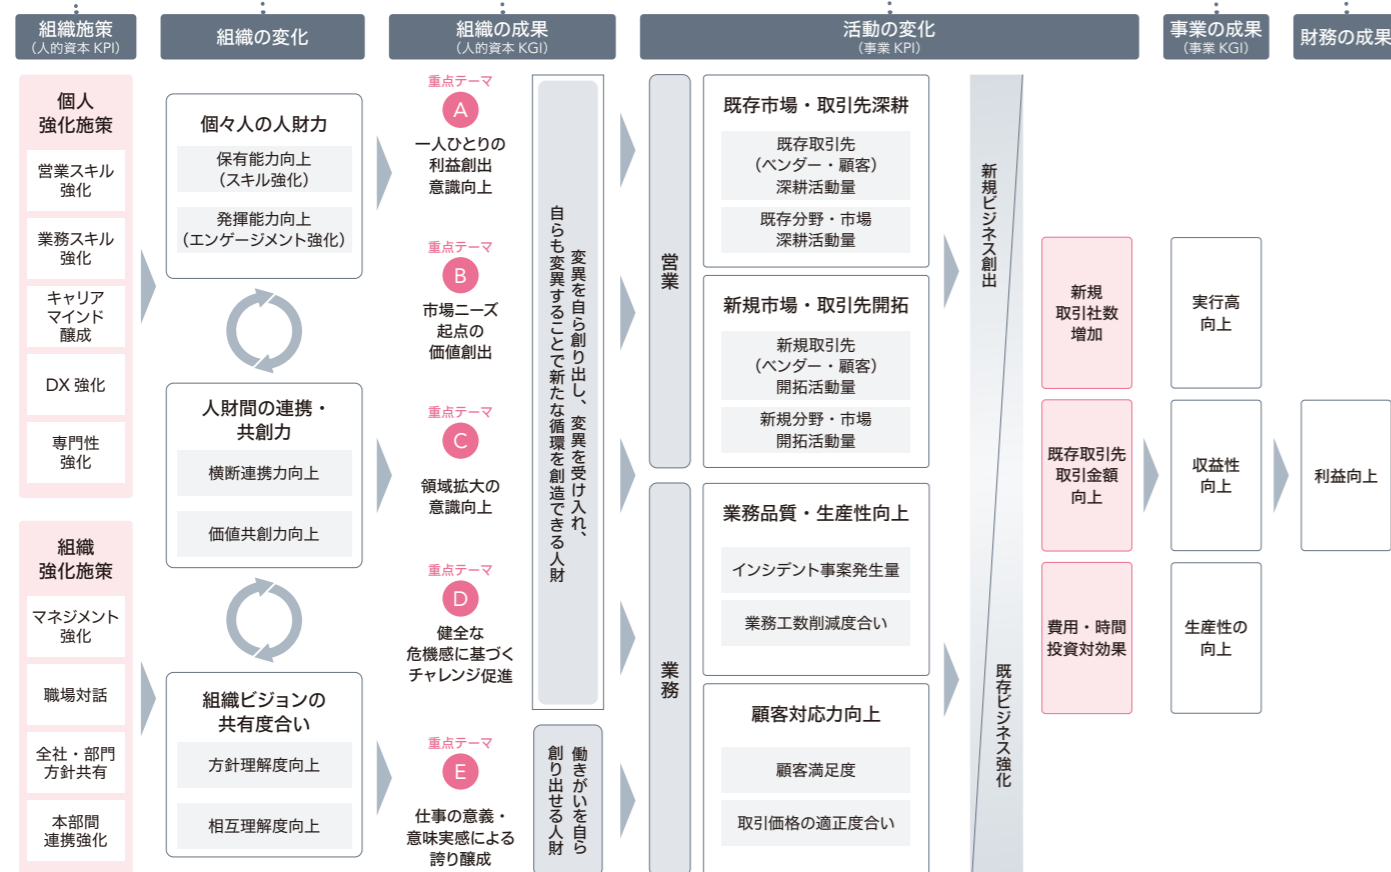 組織施策
（人的資本 KPI）
組織の変化
組織の成果
（人的資本 KGI）
活動の変化
（事業 KPI）
事業の成果
（事業 KGI）
財務の成果
個人
強化施策
営業スキル
強化
業務スキル
強化
キャリア
マインド
醸成
DX 強化
専門性
強化
組織
強化施策
マネジメント
強化
職場対話
全社・部門
方針共有
本部間
連携強化
個々人の人財力
保有能力向上
（スキル強化）
発揮能力向上
（エンゲージメント強化）
人財間の連携・
共創力
横断連携力向上
価値共創力向上
組織ビジョンの
共有度合い
方針理解度向上
相互理解度向上
重点テーマ
A
一人ひとりの
利益創出
意識向上
重点テーマ
B
市場ニーズ
起点の
価値創出
重点テーマ
C
領域拡大の
意識向上
重点テーマ
D
健全な
危機感に基づく
チャレンジ促進
重点テーマ
E
仕事の意義・
意味実感による
誇り醸成
変異を自ら創り出し、変異を受け入れ、
自らも変異することで新たな循環を創造できる人財
働きがいを自ら
創り出せる人財
営業
業務
既存市場・取引先深耕
既存取引先
（ベンダー・顧客）
深耕活動量
既存分野・市場
深耕活動量
新規市場・取引先開拓
新規取引先
（ベンダー・顧客）
開拓活動量
新規分野・市場
開拓活動量
業務品質・生産性向上
インシデント事案発生量
業務工数削減度合い
顧客対応力向上
顧客満足度
取引価格の適正度合い
新規ビジネス創出
既存ビジネス強化
新規
取引社数
増加
既存取引先
取引金額
向上
費用・時間
投資対効果
実行高
向上
収益性
向上
生産性の
向上
利益向上